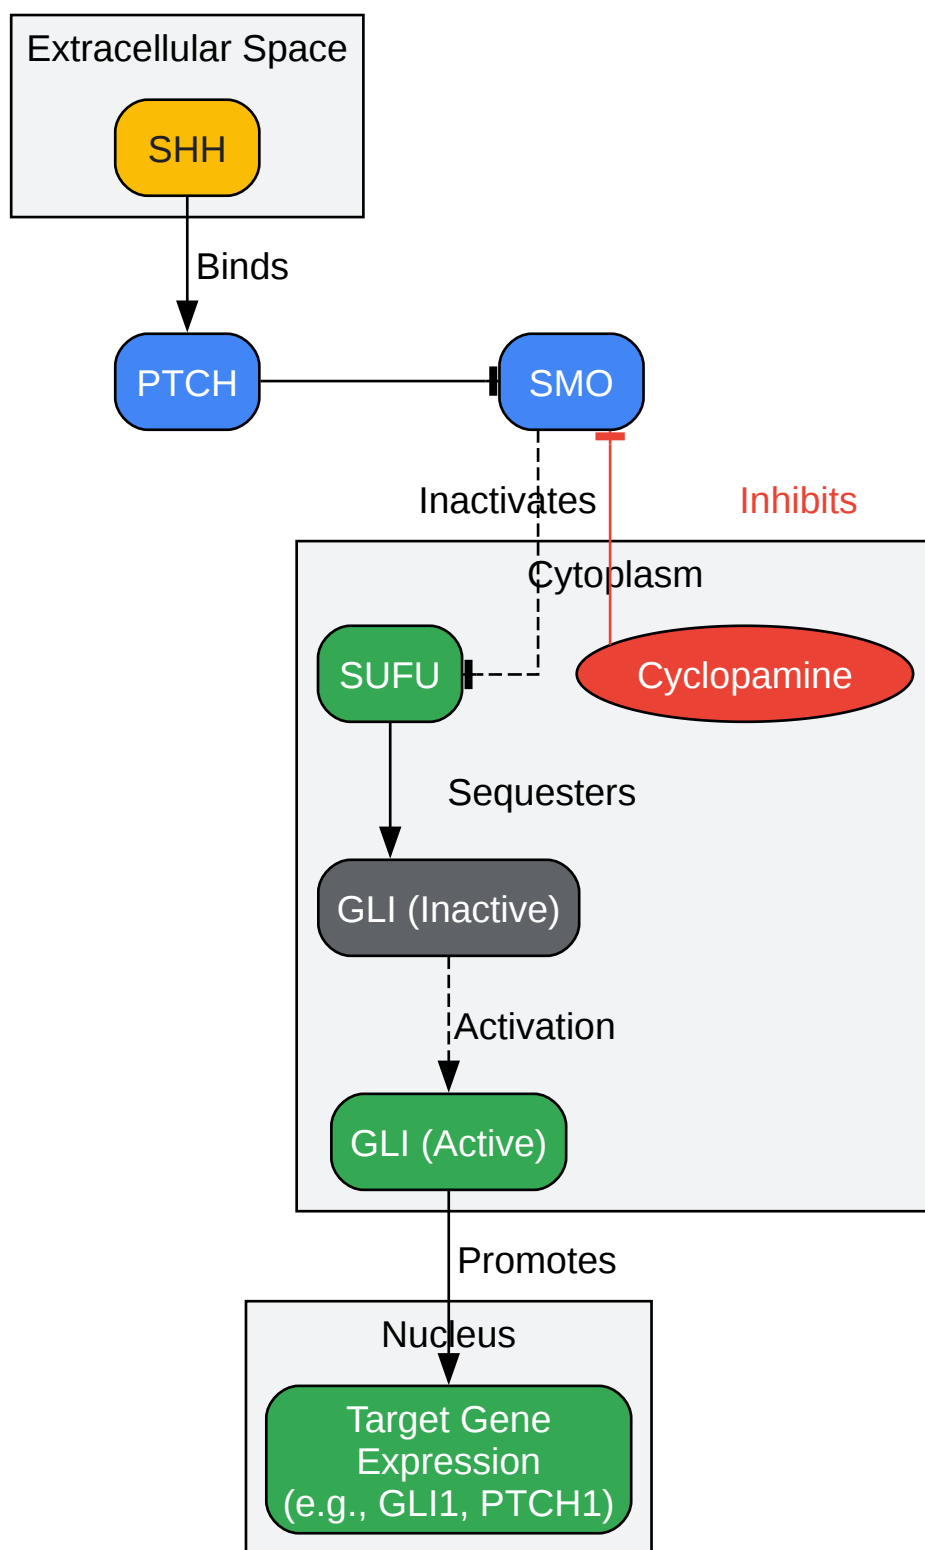 Extracellular Space
SHH
Binds
PTCH
SMO
Inactivates
Inhibits
Cytoplasm
SUFU
Cyclopamine
Sequesters
GLI (Inactive)
Activation
GLI (Active)
Promotes
Nucleus
Target Gene
Expression
(e.g., GLI1, PTCH1)